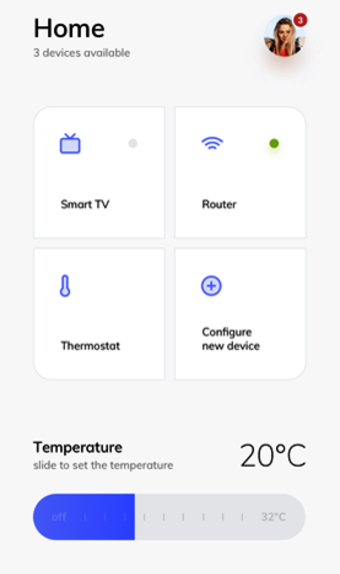 Home
3
3 devices available
Smart TV
Router
Thermostat
Configure
new device
Temperature
slide to set the temperature
20°C
off
32°C